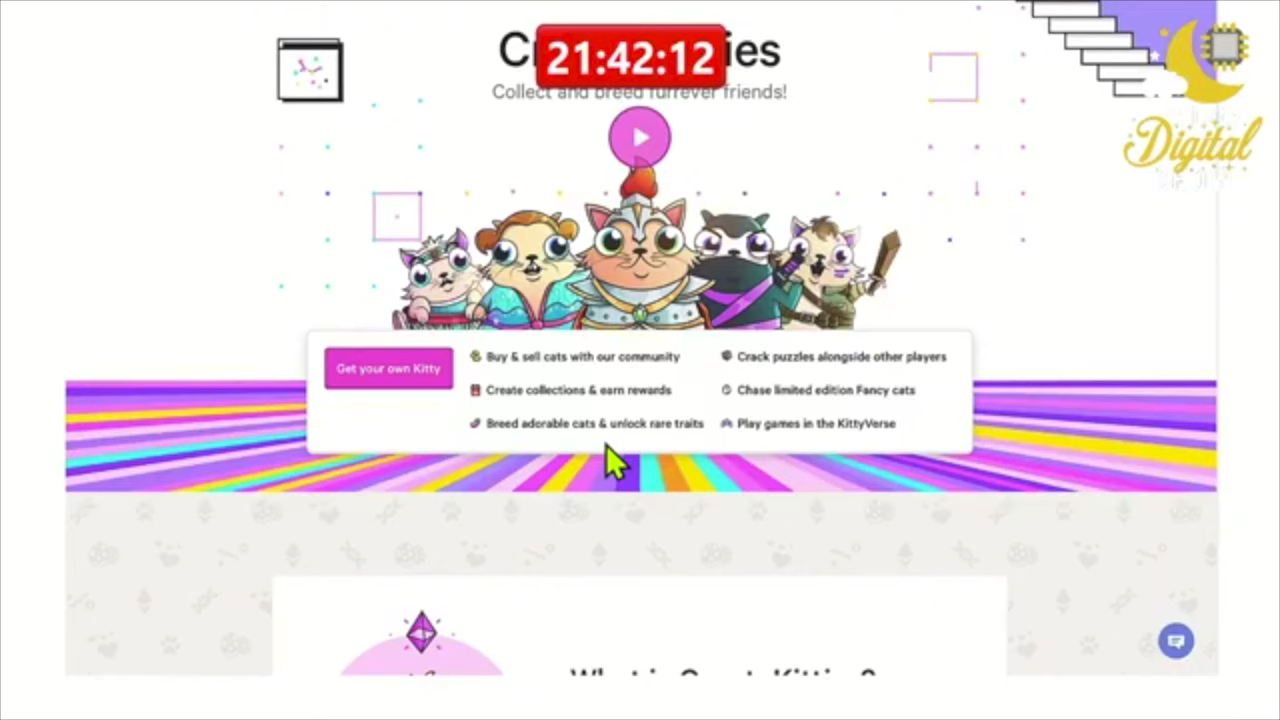 21:42:12
Collect and breed furrever friends!
Digital
Get your own Kitty
Buy & sell cats with our community
Create collections & earn rewards
Breed adorable cats & unlock rare traits
Crack puzzles alongside other players
Chase limited edition Fancy cats
Play games in the KittyVerse